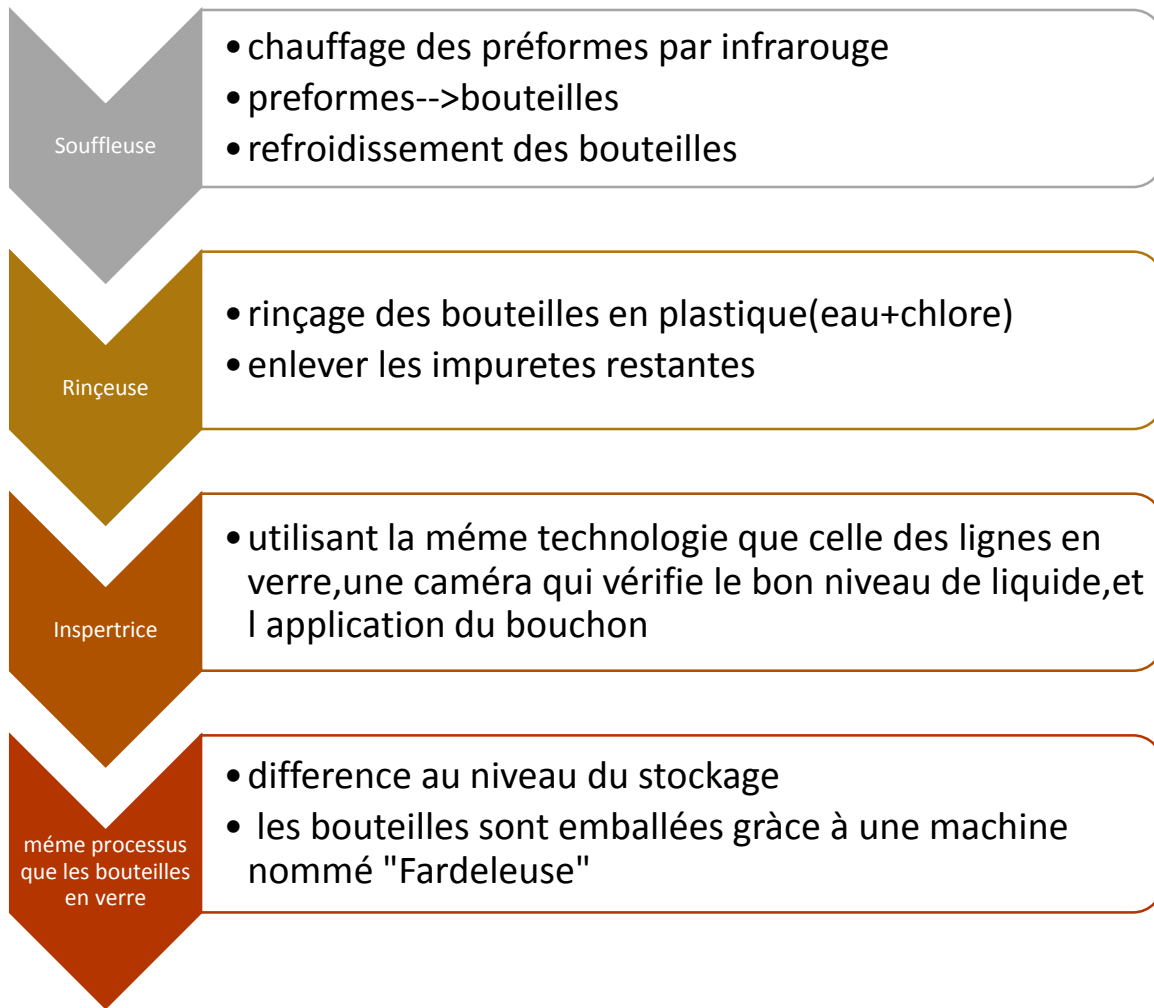 Souffleuse
•chauffage des préformes par infrarouge
•preformes-->bouteilles
•refroidissement des bouteilles
Rinçeuse
•rinçage des bouteilles en plastique(eau+chlore)
•enlever les impuretes restantes
Inspertrice
•utilisant la méme technologie que celle des lignes en
verre,une caméra qui vérifie le bon niveau de liquide,et
l application du bouchon
méme processus
que les bouteilles
en verre
•difference au niveau du stockage
• les bouteilles sont emballées gràce à une machine
nommé "Fardeleuse"